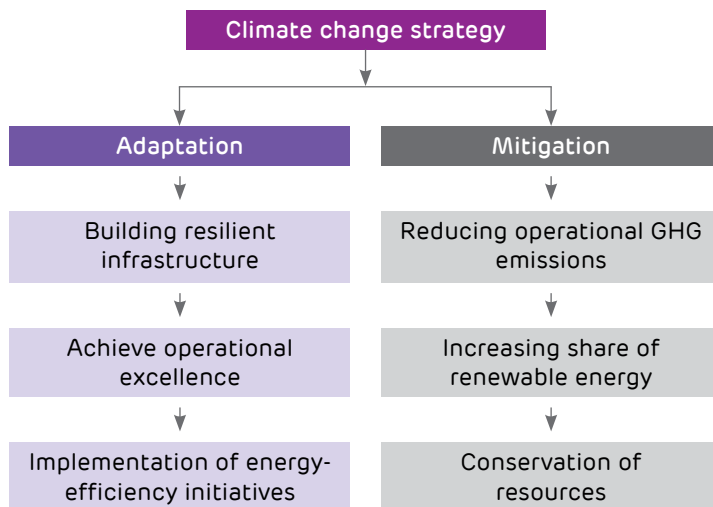 Climate change strategy
Adaptation
Building resilient
infrastructure
Achieve operational
excellence
Implementation of energy-
efficiency initiatives
Mitigation
Reducing operational GHG
emissions
Increasing share of
renewable energy
Conservation of
resources